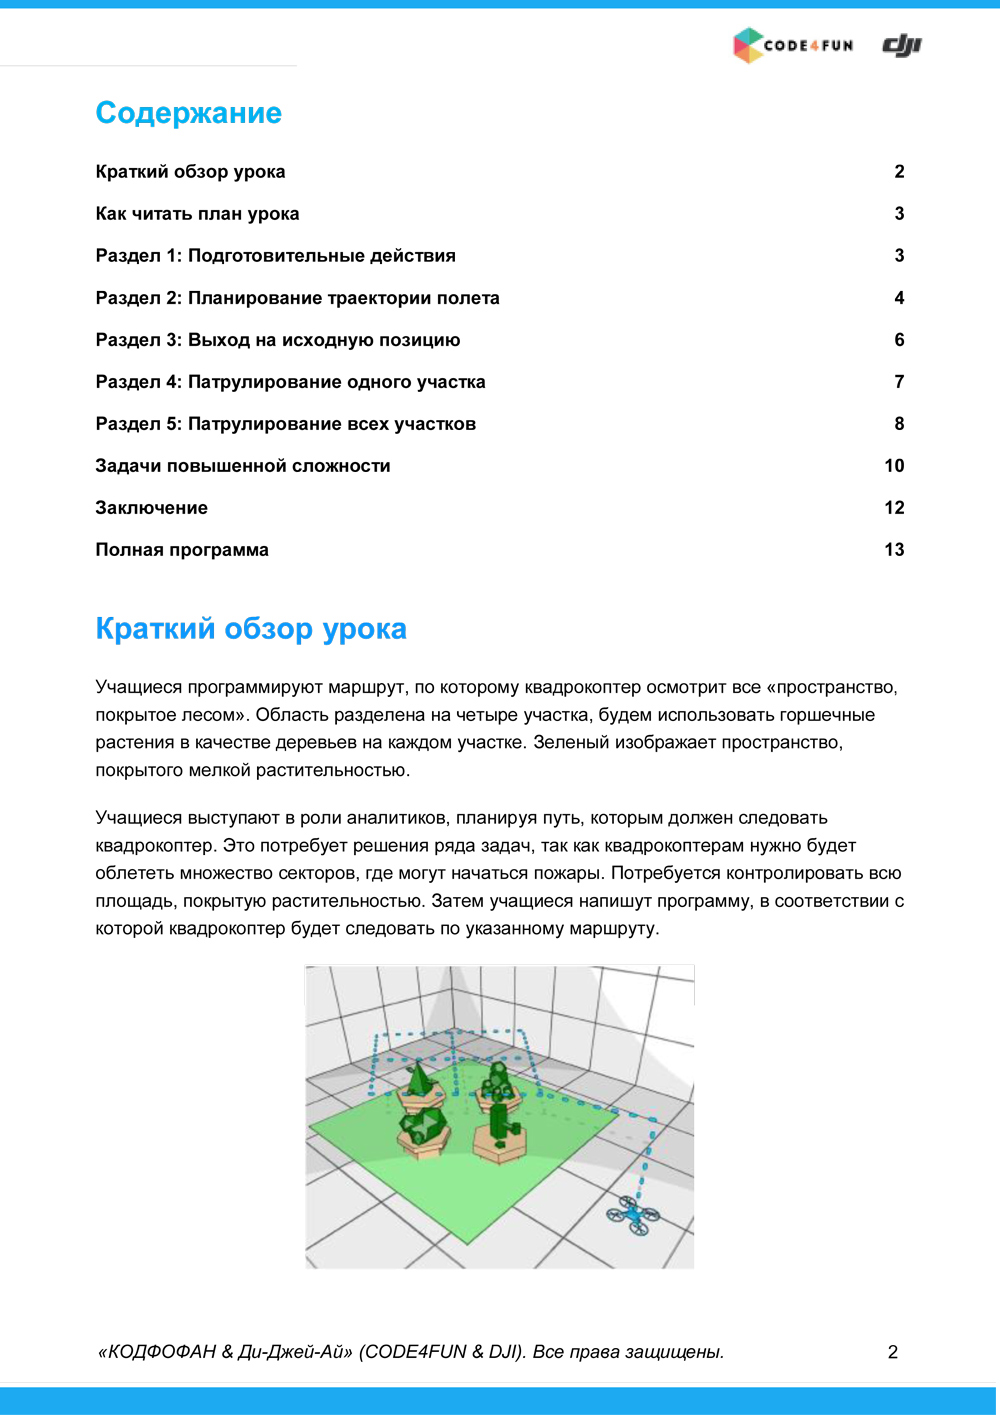 CODE4FUN dji
Содержание
Краткий обзор урока 2
Как читать план урока 3
Раздел 1: Подготовительные действия 3
Раздел 2: Планирование траектории полета 4
Раздел 3: Выход на исходную позицию 6
Раздел 4: Патрулирование одного участка 7
Раздел 5: Патрулирование всех участков 8
Задачи повышенной сложности 10
Заключение 12
Полная программа 13
Краткий обзор урока
Учащиеся программируют маршрут, по которому квадрокоптер осмотрит все «пространство,
покрытое лесом». Область разделена на четыре участка, будем использовать горшечные
растения в качестве деревьев на каждом участке. Зеленый изображает пространство,
покрытого мелкой растительностью.
Учащиеся выступают в роли аналитиков, планируя путь, которым должен следовать
квадрокоптер. Это потребует решения ряда задач, так как квадрокоптерам нужно будет
облететь множество секторов, где могут начаться пожары. Потребуется контролировать всю
площадь, покрытую растительностью. Затем учащиеся напишут программу, в соответствии с
которой квадрокоптер будет следовать по указанному маршруту.
«КОДФОФАН & Ди-Джей-Ай» (CODE4FUN & DJI). Все права защищены. 2